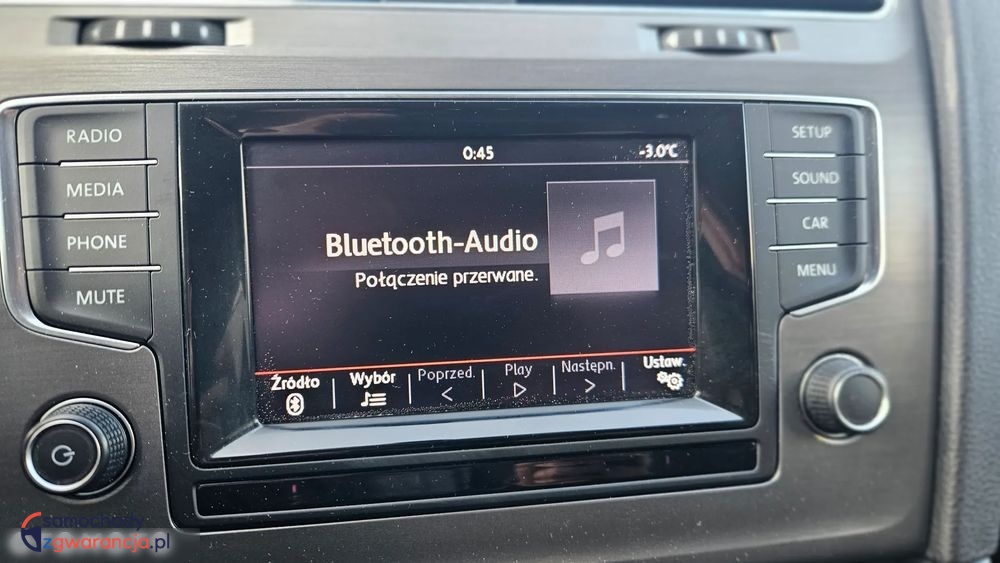 RADIO
MEDIA
PHONE
MUTE
0:45
-3.0°C
Bluetooth-Audio
Połączenie przerwane.
Źródło
Wybór
Poprzed.
Play
Następn.
Ustaw.
SETUP
SOUND
CAR
MENU
samochody
zgwarancja.pl